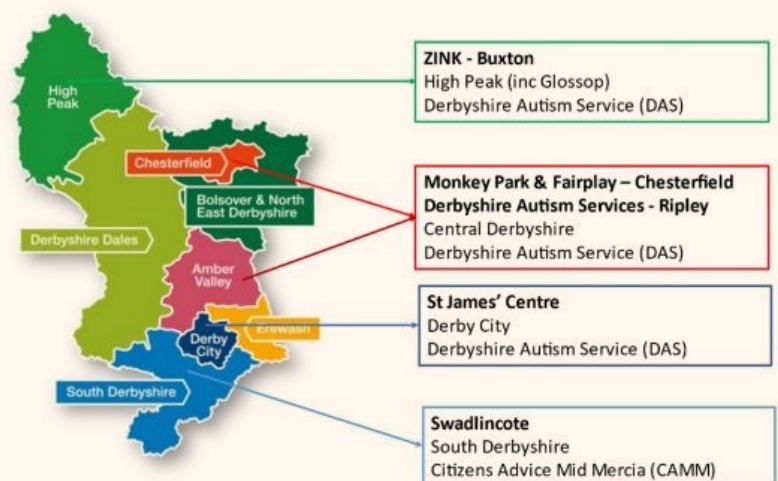 High
Peak
Chesterfield
Bolsover & North
East Derbyshire
Derbyshire Dales
Amber
Valley
Erewash
Derby
City
South Derbyshire
ZINK - Buxton
High Peak (inc Glossop)
Derbyshire Autism Service (DAS)
Monkey Park & Fairplay – Chesterfield
Derbyshire Autism Services - Ripley
Central Derbyshire
Derbyshire Autism Service (DAS)
St James’ Centre
Derby City
Derbyshire Autism Service (DAS)
Swadlincote
South Derbyshire
Citizens Advice Mid Mercia (CAMM)